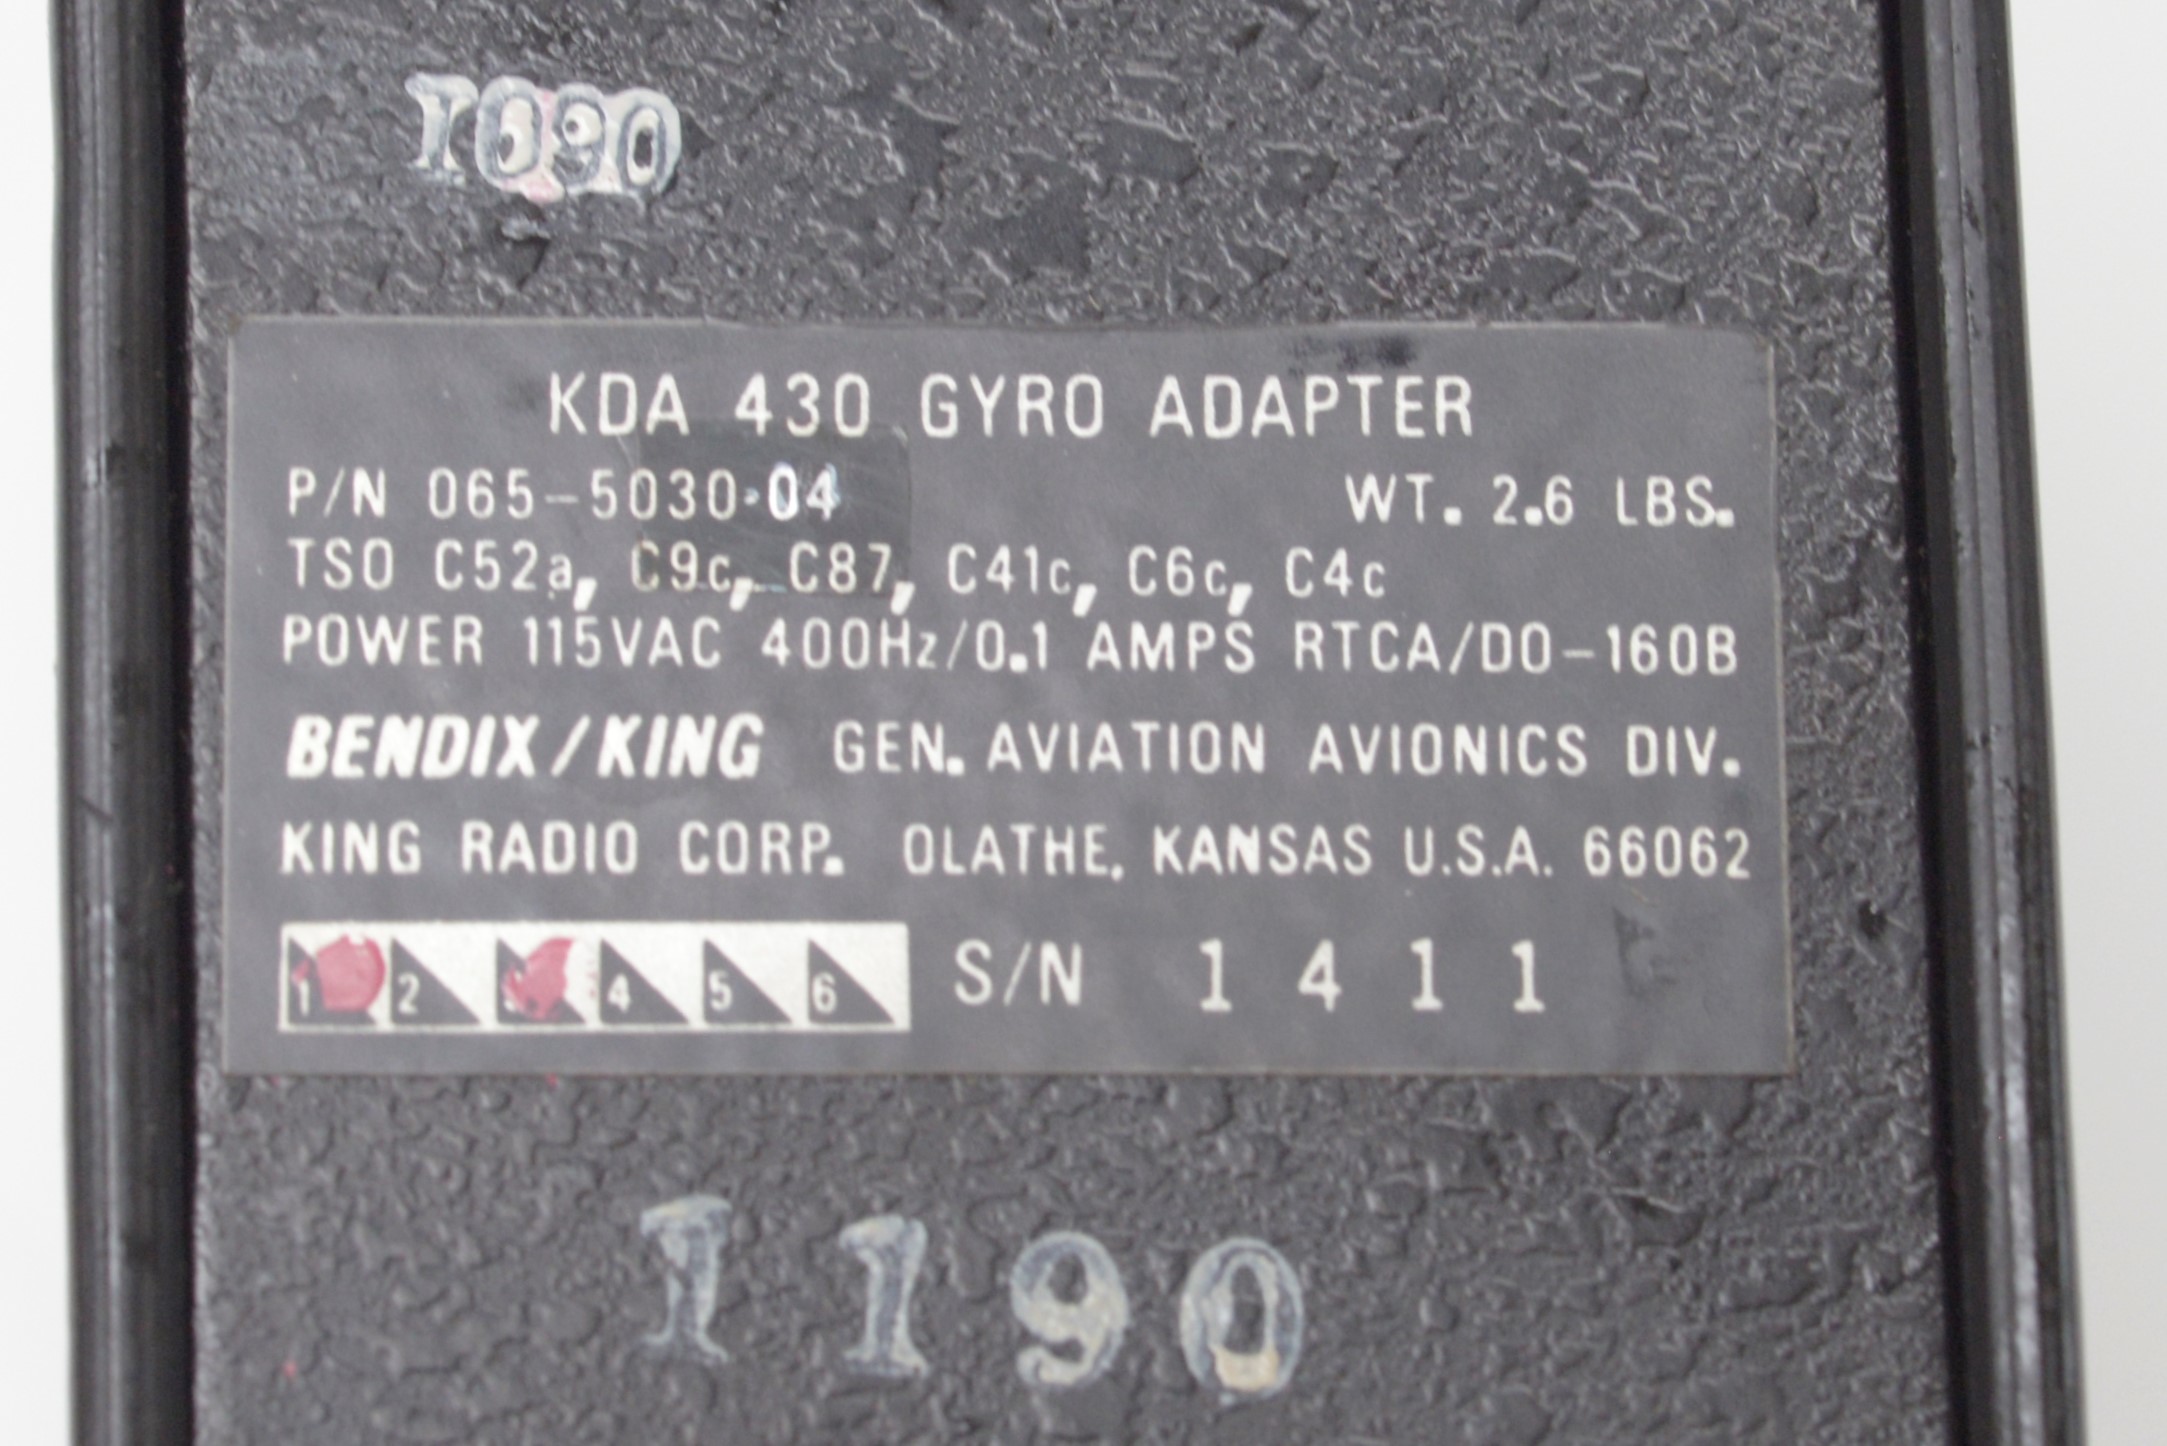 1090
KDA 430 GYRO ADAPTER
P/N 065-5030-04 WT. 2.6 LBS.
TSO C52a, C9c, C87, C41c, C6c, C4c
POWER 115VAC 400Hz/0.1 AMPS RTCA/DO-160B
BENDIX/KING GEN. AVIATION AVIONICS DIV.
KING RADIO CORP. OLATHE, KANSAS U.S.A. 66062
1 2 4 5 6 S/N 1411
1190